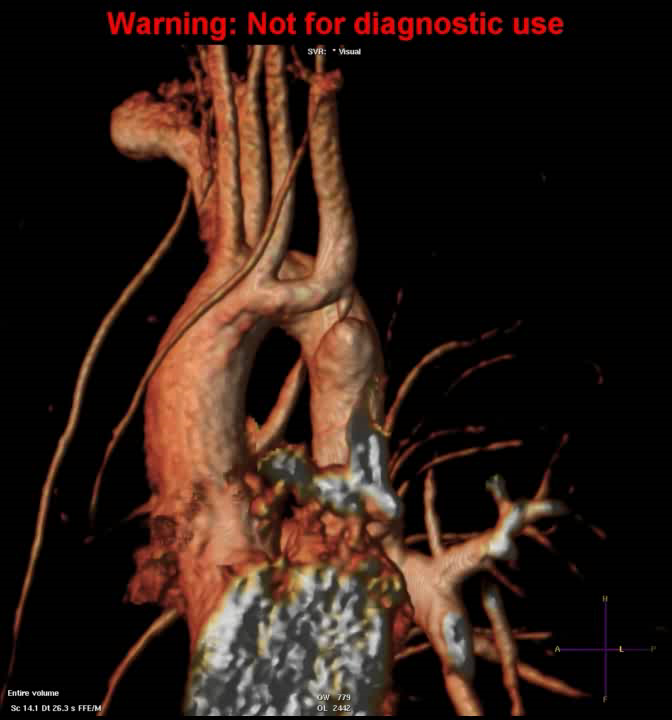 Warning: Not for diagnostic use
SVR: * Visual
H
A L P
F
Entire volume
Sc 14.1 Dt 26.3 s FFE/M
OW 779
OL 2442